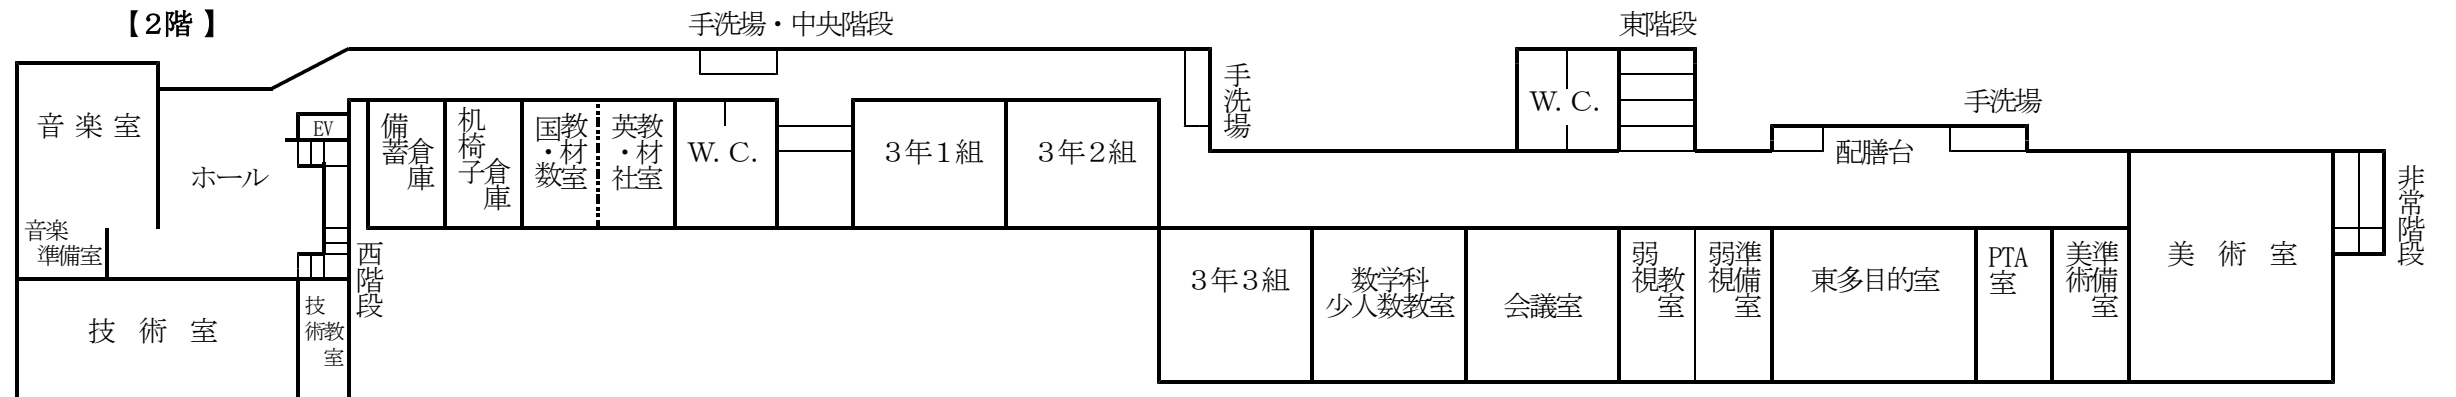 【２階 】
手洗場・中央階段
東階段
手洗場
W. C.
手洗場
音 楽 室
EV
備蓄倉庫
机椅子倉庫
国・数教材室
英・社教材室
W. C.
３年１組
３年２組
配膳台
ホール
非常階段
音楽
準備室
西階段
３年３組
数学科
少人数教室
会議室
弱視教室
弱視準備室
東多目的室
PTA
室
美術準備室
美 術 室
技 術 室
技術教室